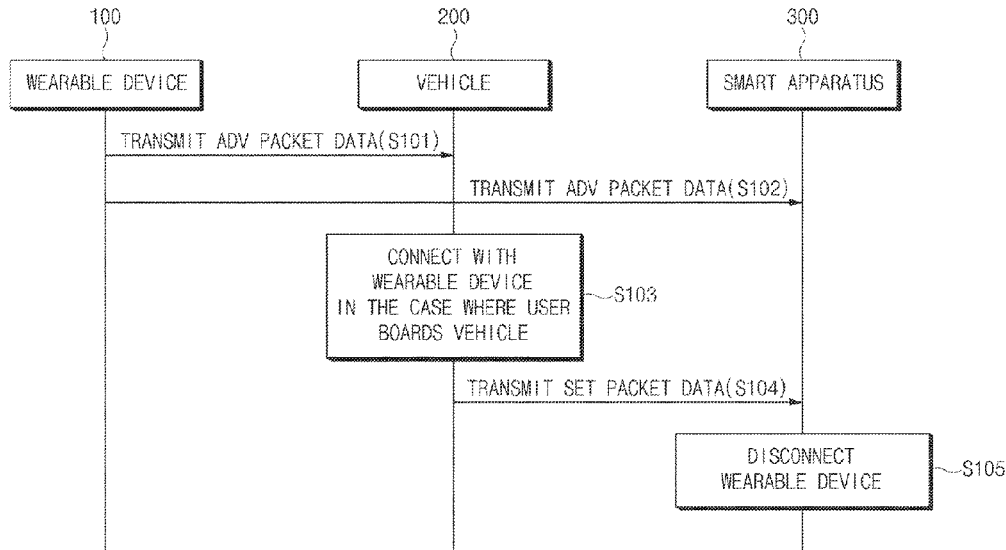 100
200
300
WEARABLE DEVICE
VEHICLE
SMART APPARATUS
TRANSMIT ADV PACKET DATA(S101)
TRANSMIT ADV PACKET DATA(S102)
CONNECT WITH
WEARABLE DEVICE
IN THE CASE WHERE USER
BOARDS VEHICLE
S103
TRANSMIT SET PACKET DATA(S104)
DISCONNECT
WEARABLE DEVICE
S105